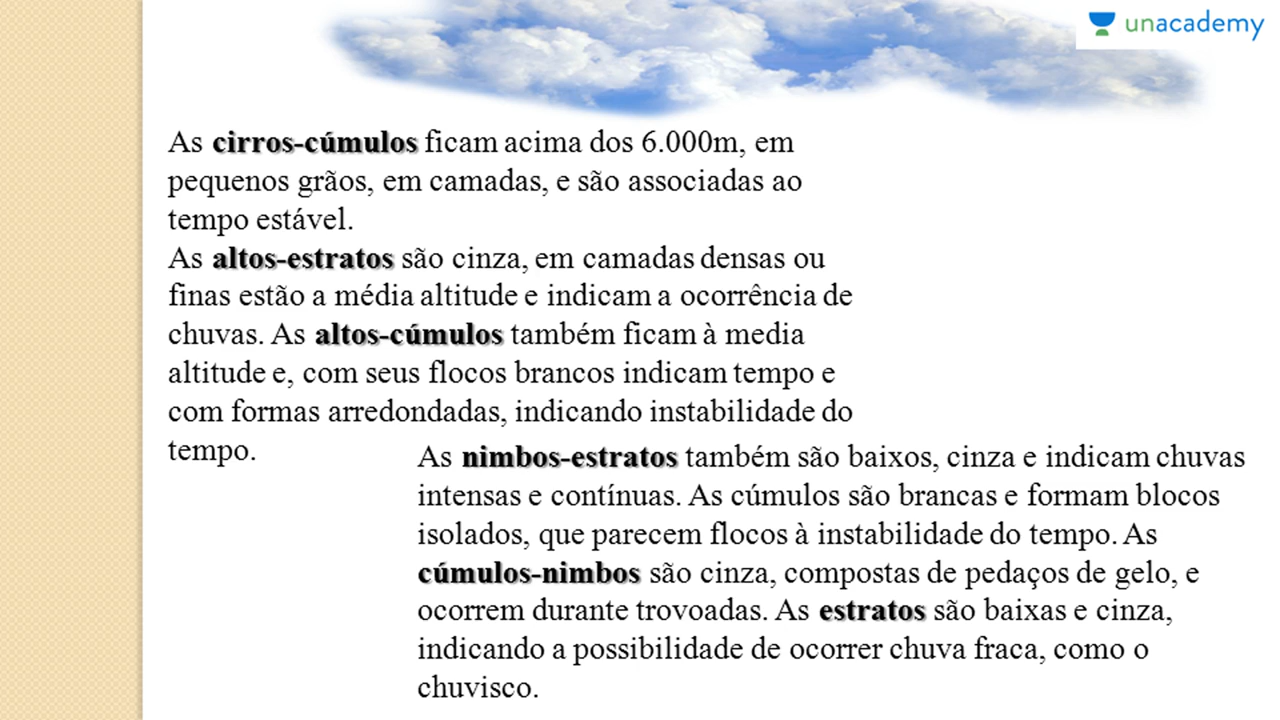 unacademy
As cirros-cúmulos ficam acima dos 6.000m, em
pequenos grãos, em camadas, e são associadas ao
tempo estável.
As altos-estratos são cinza, em camadas densas ou
finas estão a média altitude e indicam a ocorrência de
chuvas. As altos-cúmulos também ficam à media
altitude e, com seus flocos brancos indicam tempo e
com formas arredondadas, indicando instabilidade do
tempo.
As nimbos-estratos também são baixos, cinza e indicam chuvas
intensas e contínuas. As cúmulos são brancas e formam blocos
isolados, que parecem flocos à instabilidade do tempo. As
cúmulos-nimbos são cinza, compostas de pedaços de gelo, e
ocorrem durante trovoadas. As estratos são baixas e cinza,
indicando a possibilidade de ocorrer chuva fraca, como o
chuvisco.